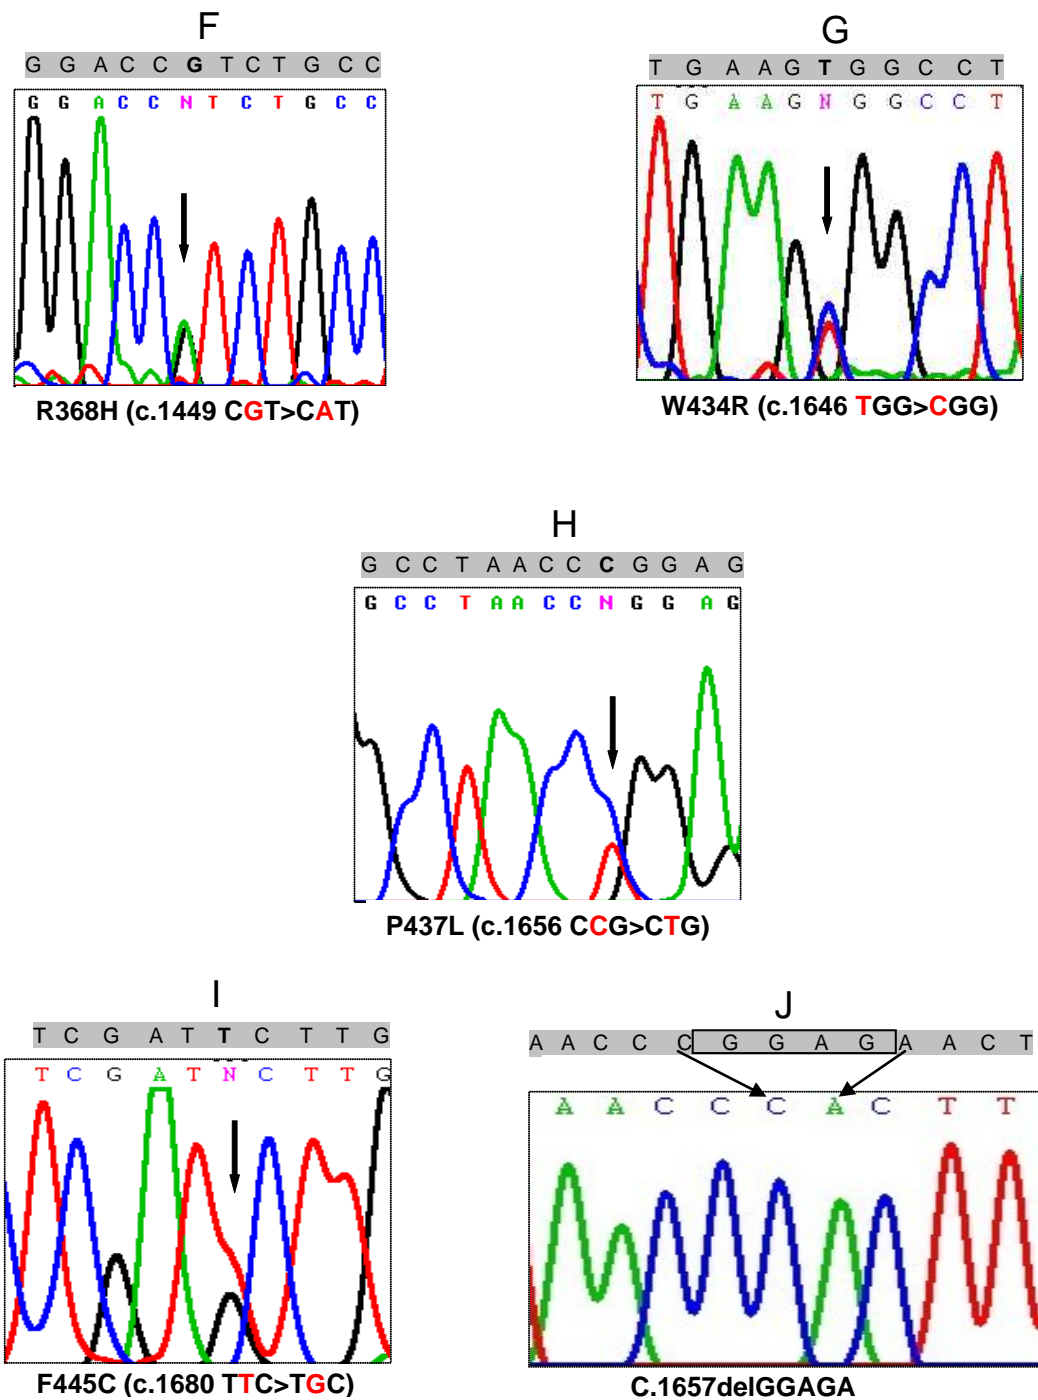 F
G G A C C G T C T G C C
G G A C C N T C T G C C
R368H (c.1449 CGT>CAT)
G
T G A A G T G G C C T
T G A A G N G G C C T
W434R (c.1646 TGG>CGG)
H
G C C T A A C C C G G A G
G C C T A A C C N G G A G
P437L (c.1656 CCG>CTG)
I
T C G A T T C T T G
T C G A T N C T T G
F445C (c.1680 TTC>TGC)
J
A A C C C G G A G A A C T
A A C C C A C T T
C.1657delGGAGA